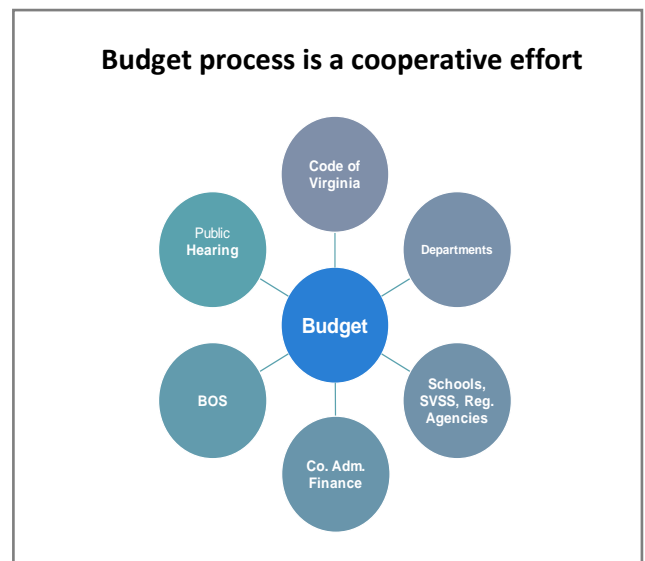 Budget process is a cooperative effort
Code of
Virginia
Departments
Schools,
SVSS, Reg.
Agencies
Co. Adm.
Finance
BOS
Public
Hearing
Budget